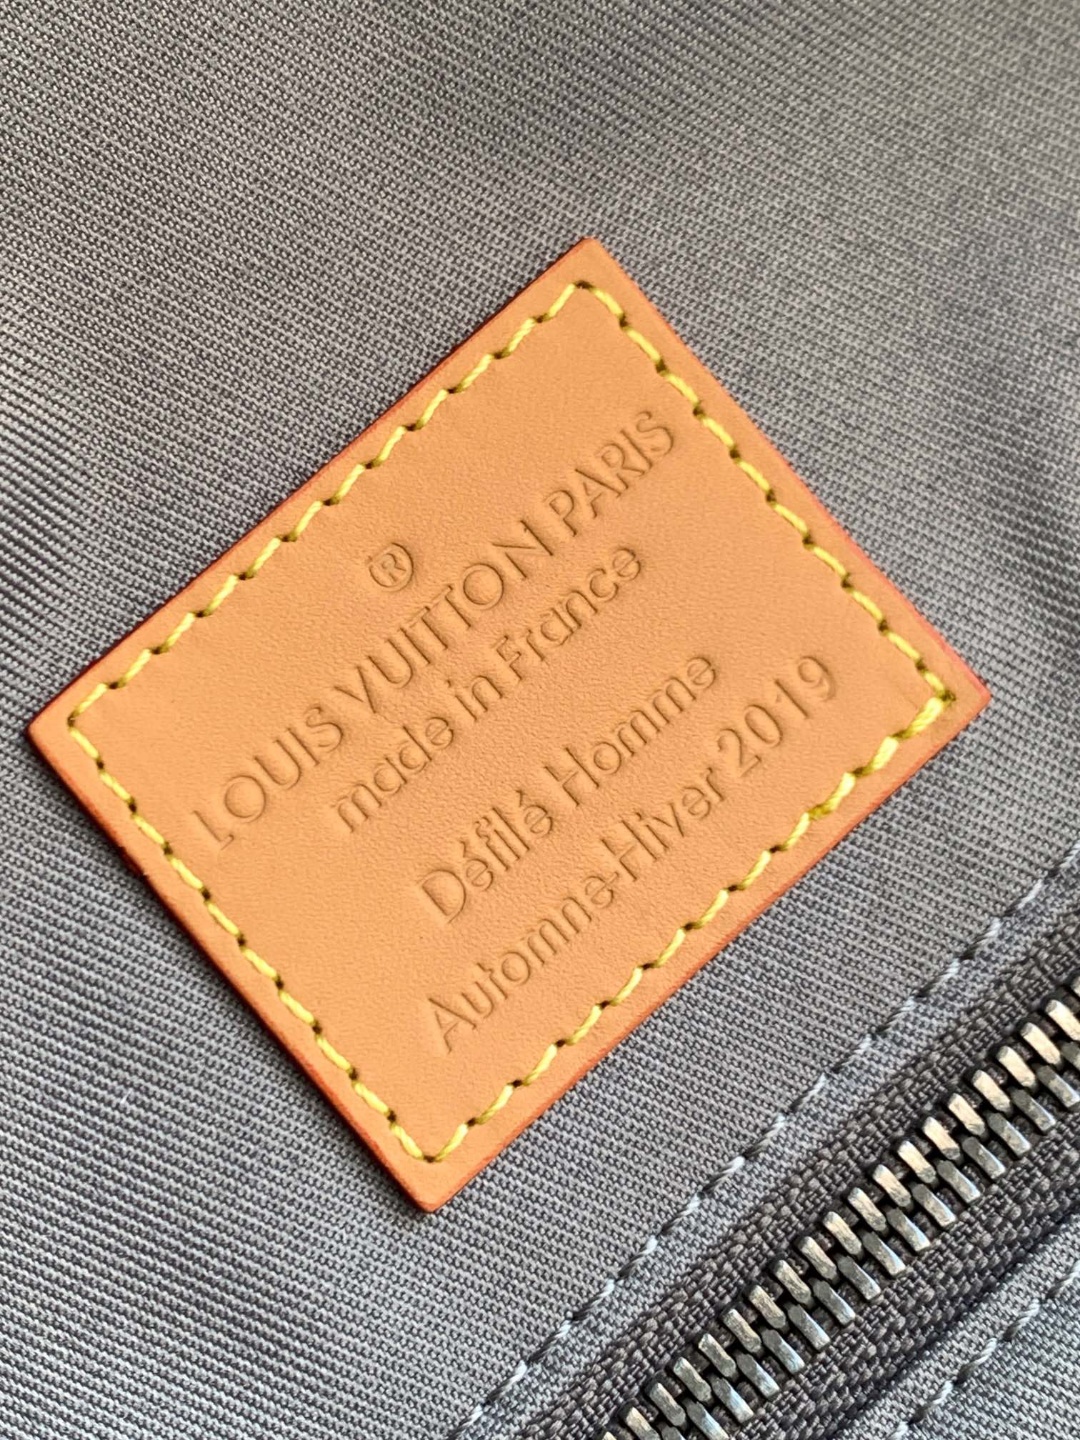 ®
LOUIS VUITTON PARIS
made in France
Défilé Homme
Automne-Hiver 2019